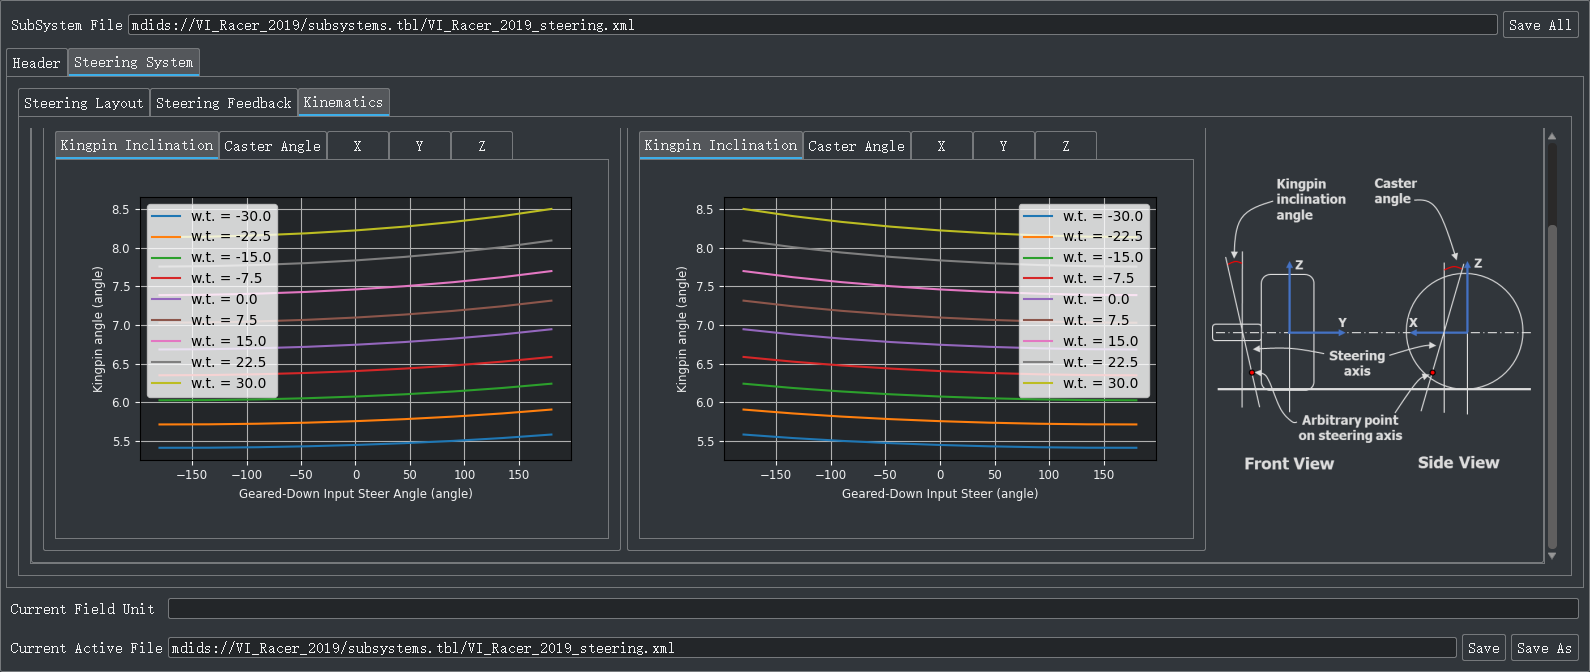 SubSystem File mdids://VI_Racer_2019/subsystems.tbl/VI_Racer_2019_steering.xml Save All
Header Steering System
Steering Layout Steering Feedback Kinematics
Kingpin Inclination Caster Angle X Y Z
8.5
8.0
7.5
7.0
6.5
6.0
5.5
Kingpin angle (angle)
w.t. = -30.0
w.t. = -22.5
w.t. = -15.0
w.t. = -7.5
w.t. = 0.0
w.t. = 7.5
w.t. = 15.0
w.t. = 22.5
w.t. = 30.0
−150 −100 −50 0 50 100 150
Geared-Down Input Steer Angle (angle)
Kingpin Inclination Caster Angle X Y Z
8.5
8.0
7.5
7.0
6.5
6.0
5.5
Kingpin angle (angle)
w.t. = -30.0
w.t. = -22.5
w.t. = -15.0
w.t. = -7.5
w.t. = 0.0
w.t. = 7.5
w.t. = 15.0
w.t. = 22.5
w.t. = 30.0
−150 −100 −50 0 50 100 150
Geared-Down Input Steer (angle)
Kingpin
inclination
angle
Caster
angle
Z
Y
Z
X
Steering
axis
Arbitrary point
on steering axis
Front View
Side View
Current Field Unit
Current Active File mdids://VI_Racer_2019/subsystems.tbl/VI_Racer_2019_steering.xml Save Save As